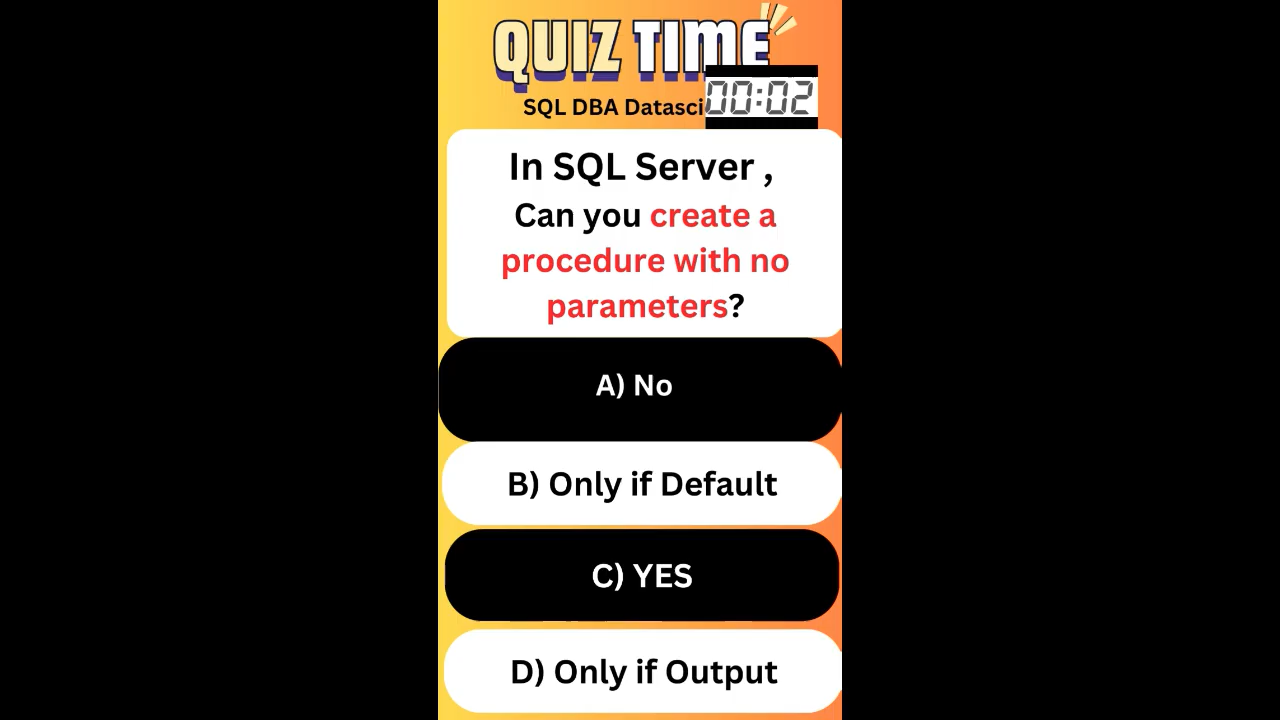 QUIZ TIME
00:02
SQL DBA Datasci
In SQL Server ,
Can you create a
procedure with no
parameters?
A) No
B) Only if Default
C) YES
D) Only if Output